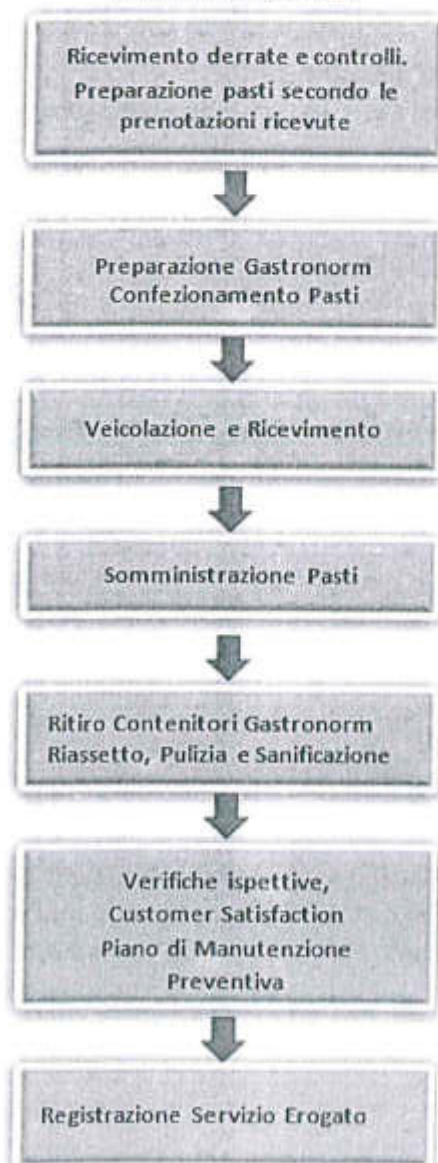 Ricevimento derrate e controlli.
Preparazione pasti secondo le
prenotazioni ricevute
Preparazione Gastronorm
Confezionamento Pasti
Veicolazione e Ricevimento
Somministrazione Pasti
Ritiro Contenitori Gastronorm
Riassetto, Pulizia e Sanificazione
Verifiche ispettive,
Customer Satisfaction
Piano di Manutenzione
Preventiva
Registrazione Servizio Erogato